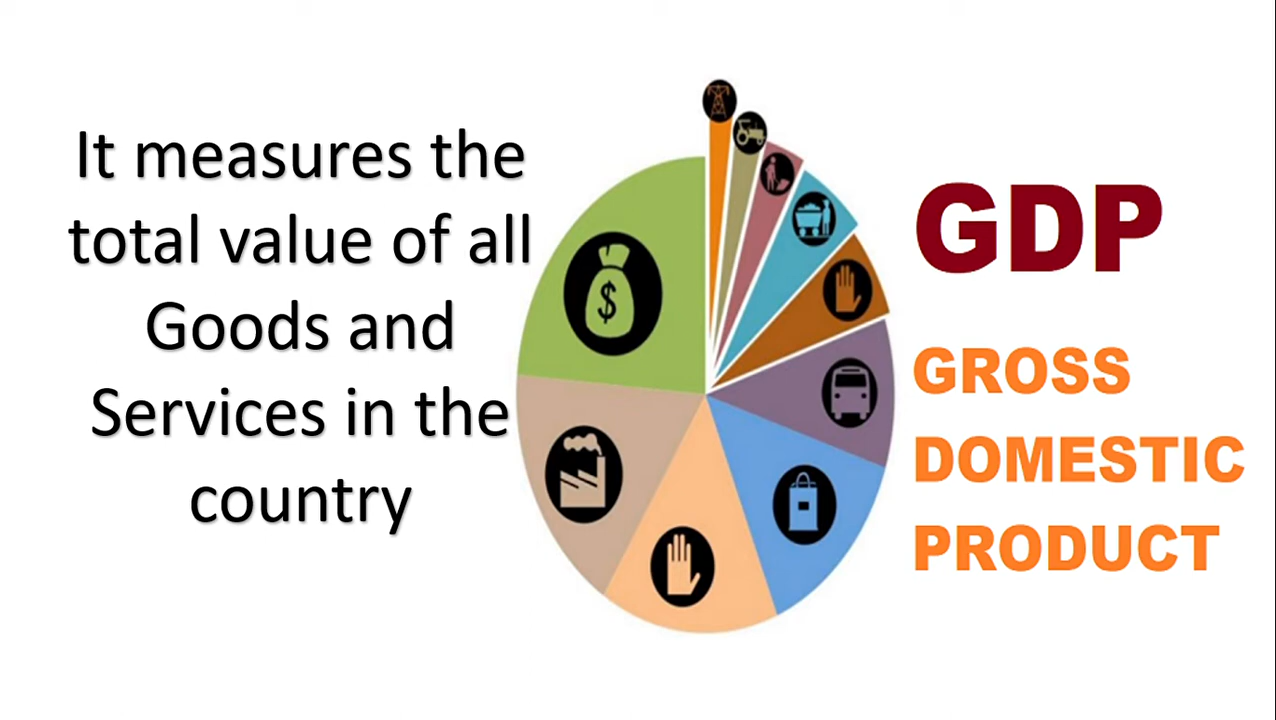 It measures the
total value of all
Goods and
Services in the
country
$
GDP
GROSS
DOMESTIC
PRODUCT